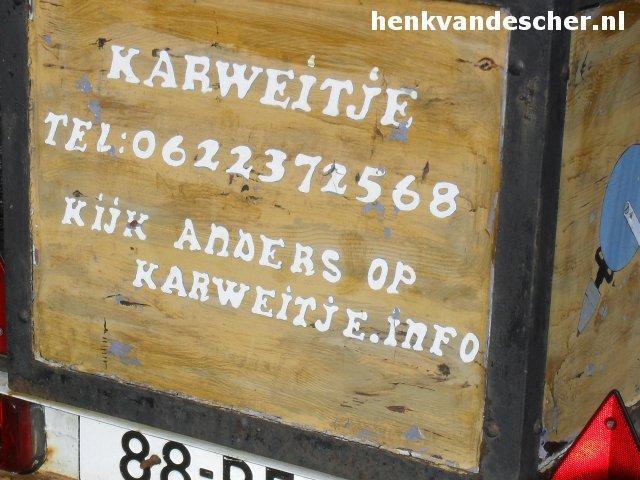 henkvandescher.nl
KARWEITJE
TEL:0622372568
KIJK ANDERS OP
KARWEITJE.INFO